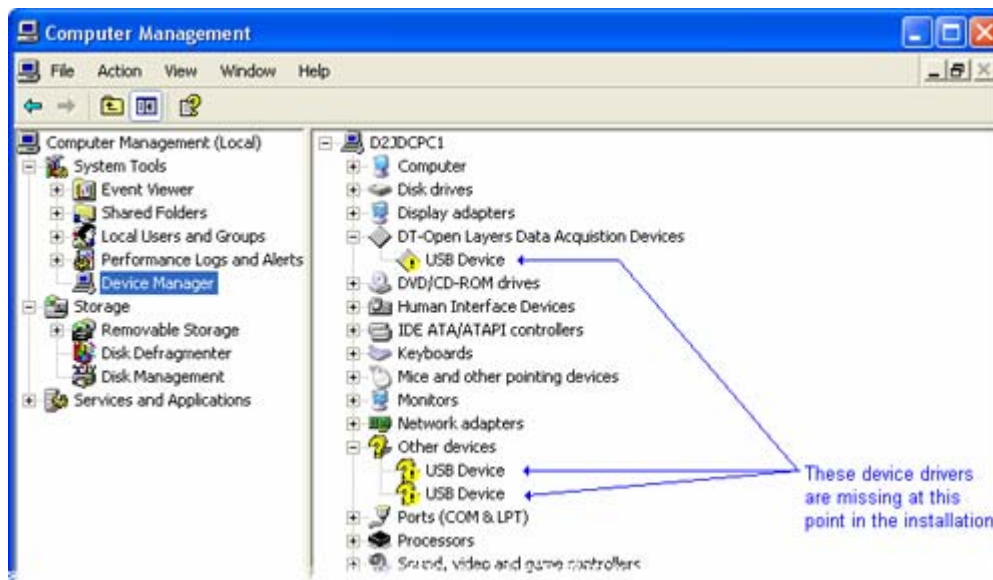 Computer Management
File Action View Window Help
Computer Management (Local)
System Tools
Event Viewer
Shared Folders
Local Users and Groups
Performance Logs and Alerts
Device Manager
Storage
Removable Storage
Disk Defragmenter
Disk Management
Services and Applications
D2JDCPC1
Computer
Disk drives
Display adapters
DT-Open Layers Data Acquistion Devices
USB Device
DVD/CD-ROM drives
Human Interface Devices
IDE ATA/ATAPI controllers
Keyboards
Mice and other pointing devices
Monitors
Network adapters
Other devices
USB Device
USB Device
Ports (COM & LPT)
Processors
Sound, video and game controllers
These device drivers
are missing at this
point in the installation